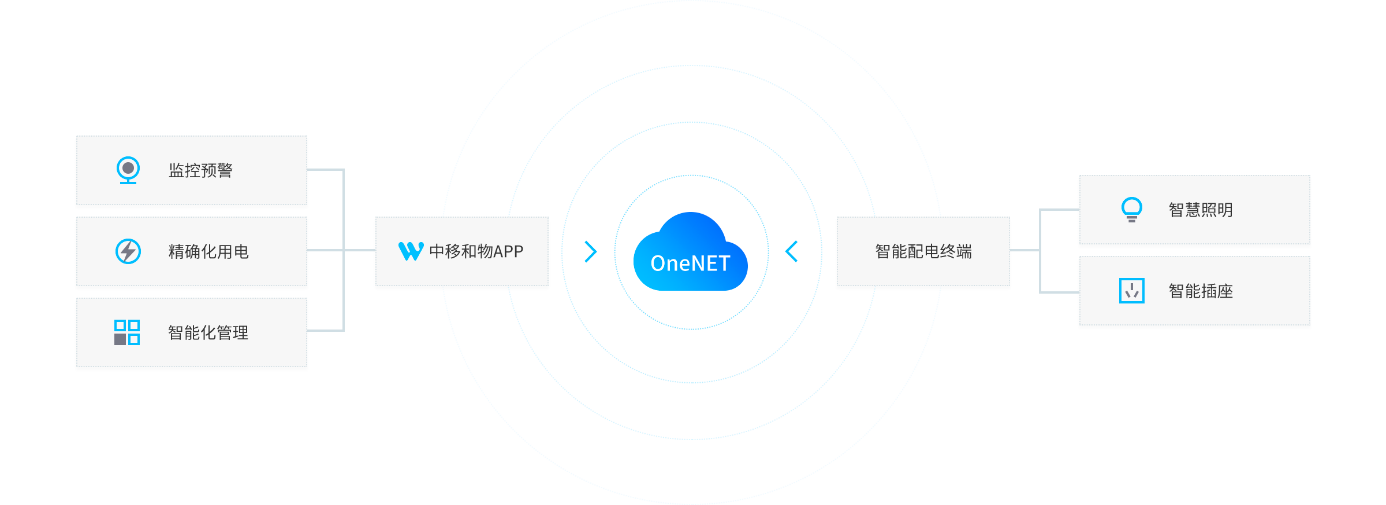 监控预警
精确化用电
智能化管理
中移和物APP
OneNET
智能配电终端
智慧照明
智能插座